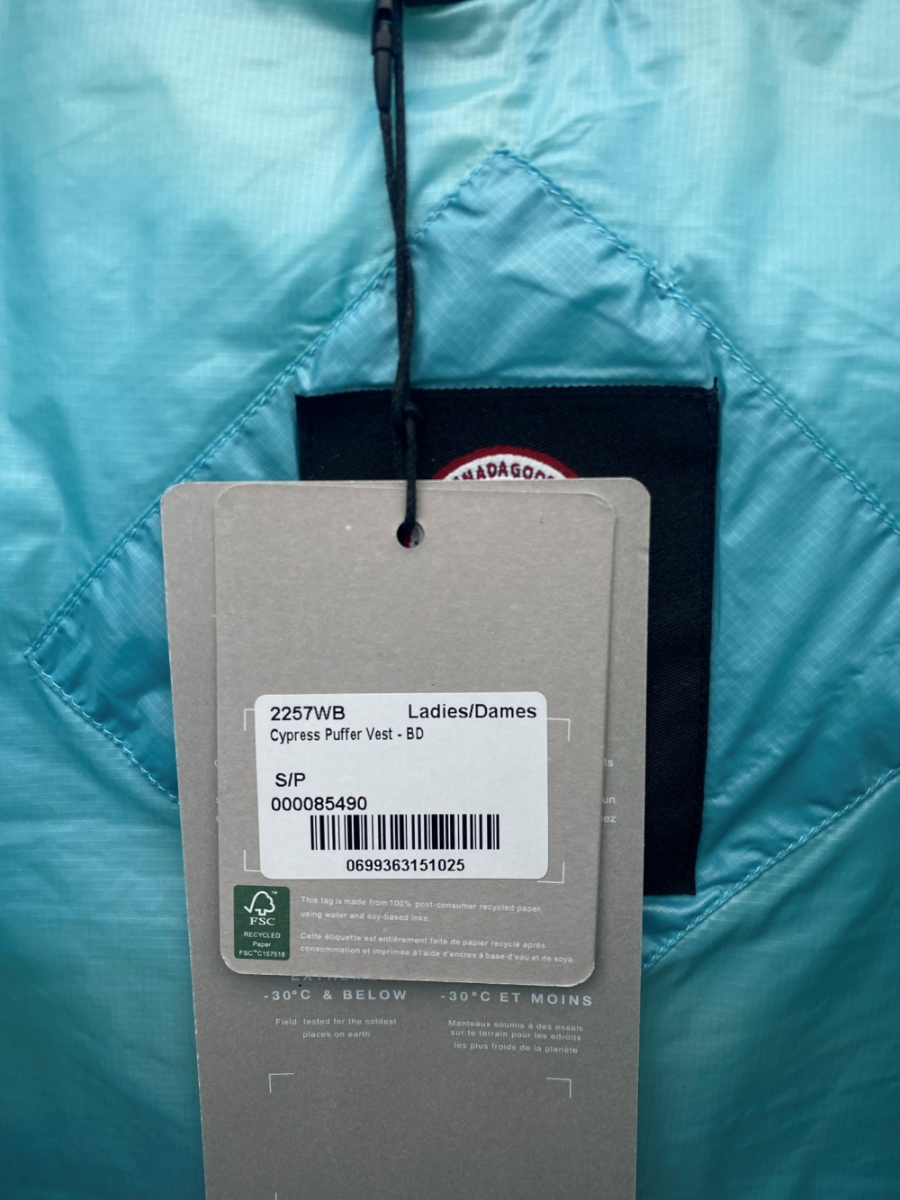 2257WB Ladies/Dames
Cypress Puffer Vest - BD
S/P
000085490
0699363151025
FSC
RECYCLED
Paper
FSC™C157518
This tag is made from 100% post-consumer recycled paper,
using water and soy-based inks.
Cette étiquette est entièrement faite de papier recyclé après
consommation et imprimée à l'aide d'encres à base d'eau et de soya
-30°C & BELOW
Field- tested for the coldest
places on earth
-30°C ET MOINS
Manteaux soumis à des essais
sur le terrain pour les edroits
les plus froids de la planète